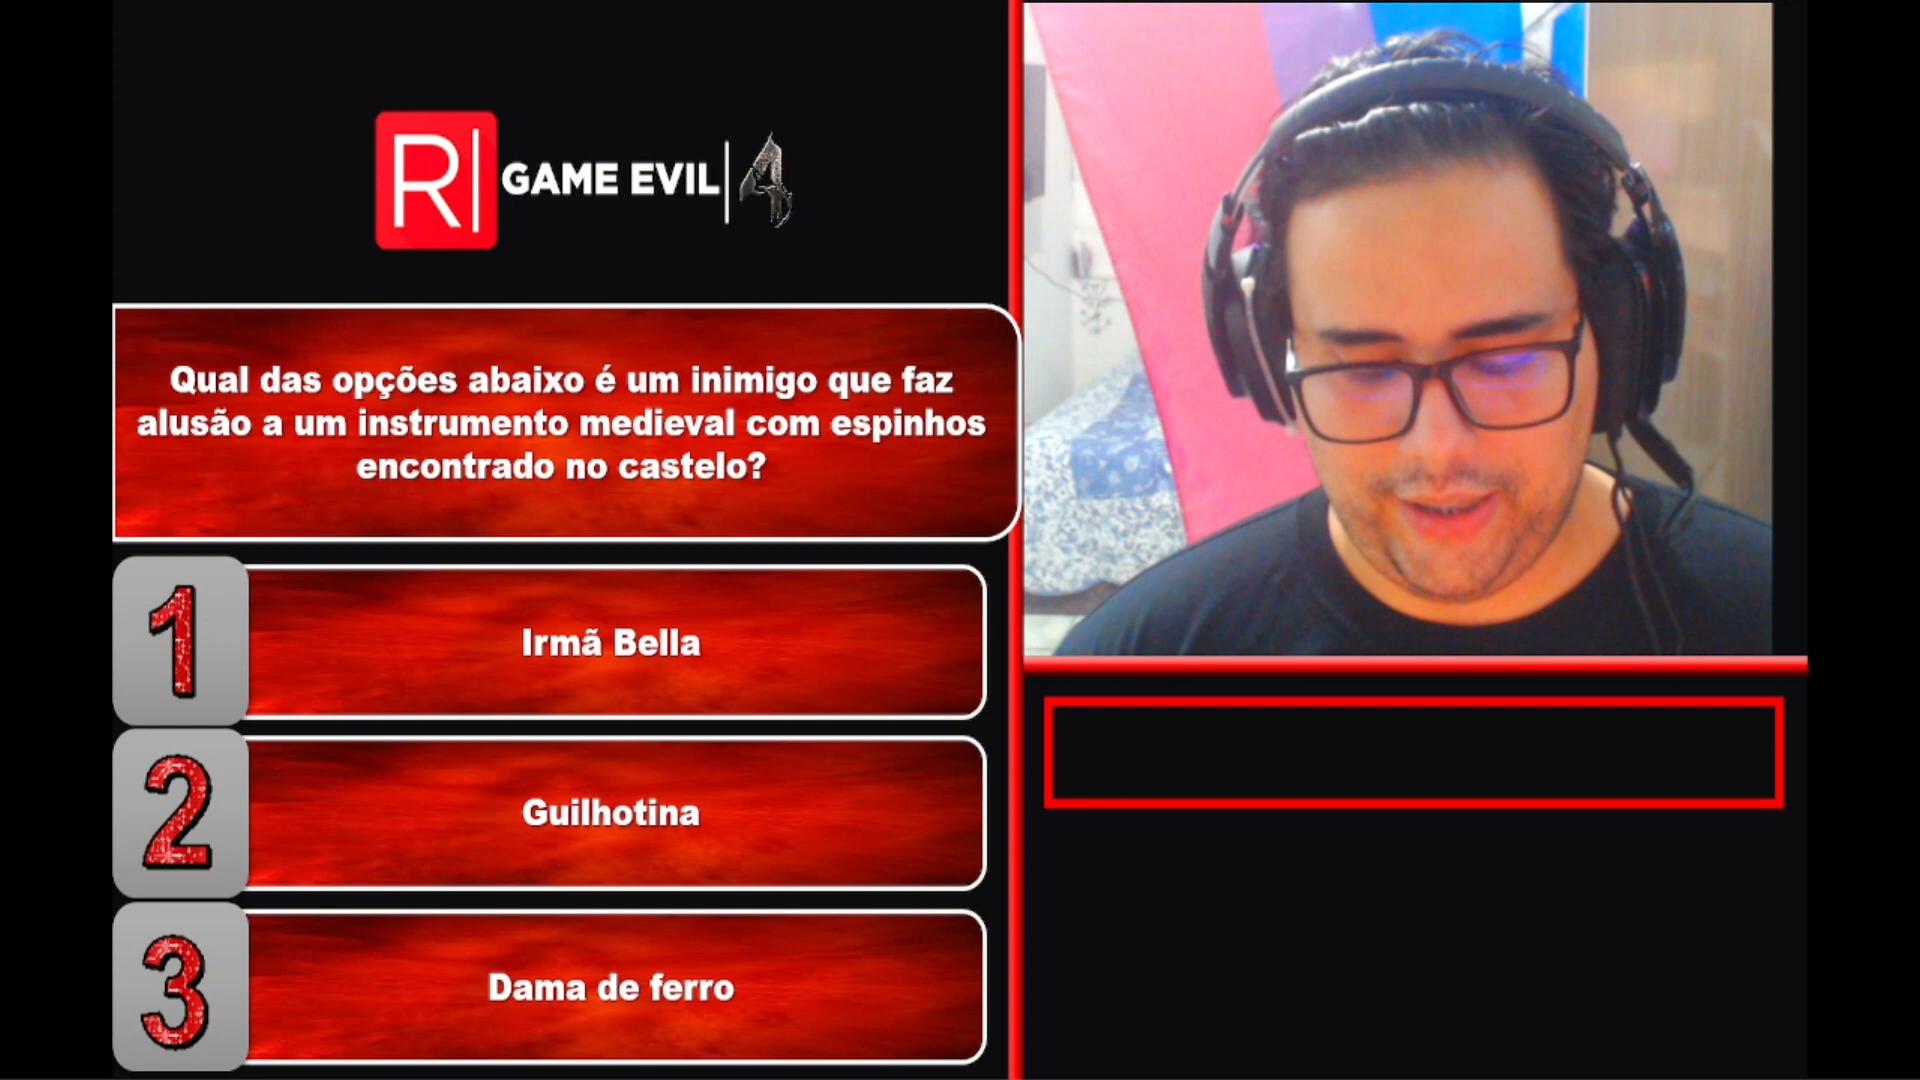 R| GAME EVIL| 4
Qual das opções abaixo é um inimigo que faz
alusão a um instrumento medieval com espinhos
encontrado no castelo?
1
Irmã Bella
2
Guilhotina
3
Dama de ferro